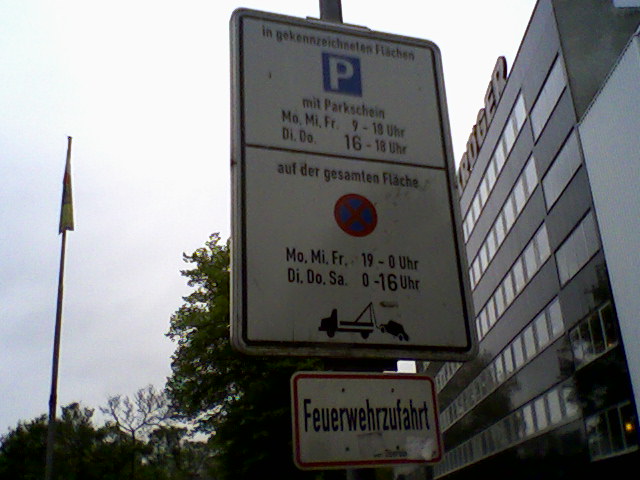 in gekennzeichneten Flächen
P
mit Parkschein
Mo, Mi, Fr. 9 - 18 Uhr
Di, Do. 16 - 18 Uhr
auf der gesamten Fläche
Mo, Mi, Fr. 19 - 0 Uhr
Di, Do, Sa. 0 - 16 Uhr
Feuerwehrzufahrt
RÖGER